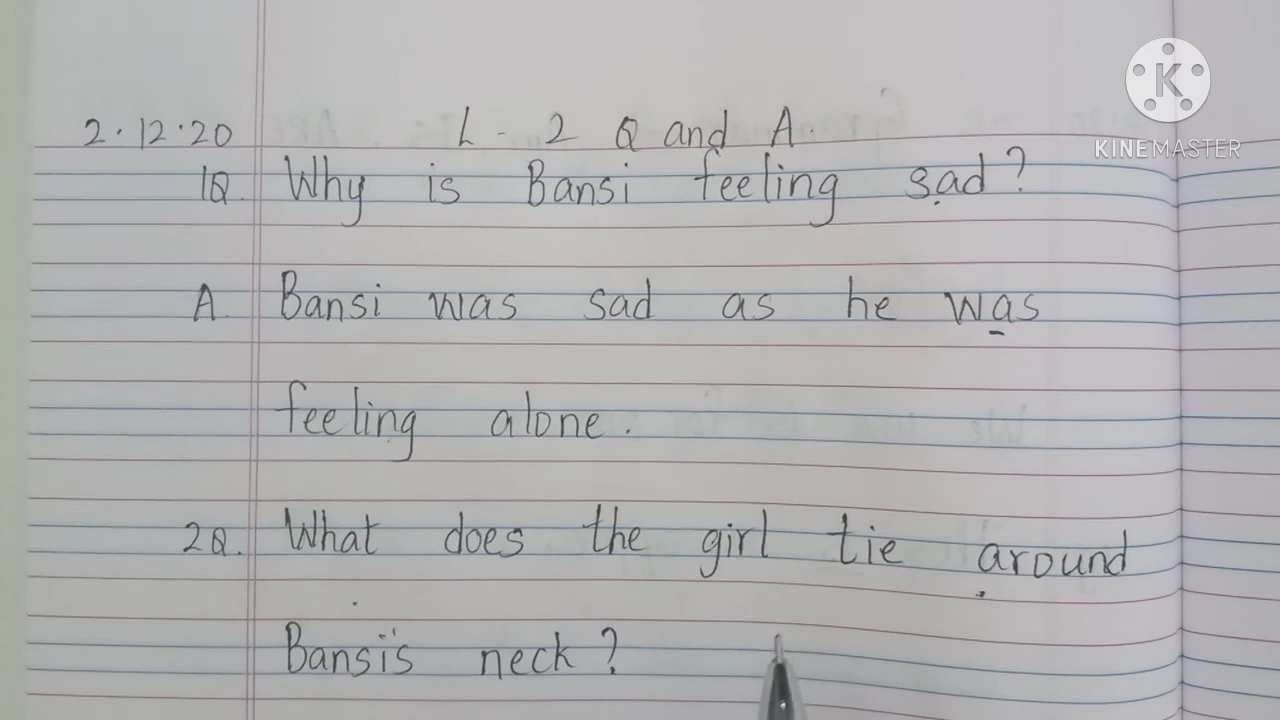 K
KINEMASTER
2.12.20 L - 2 Q and A.
1Q. Why is Bansi feeling sad?
A. Bansi was sad as he was
feeling alone.
2Q. What does the girl tie around
Bansi's neck?